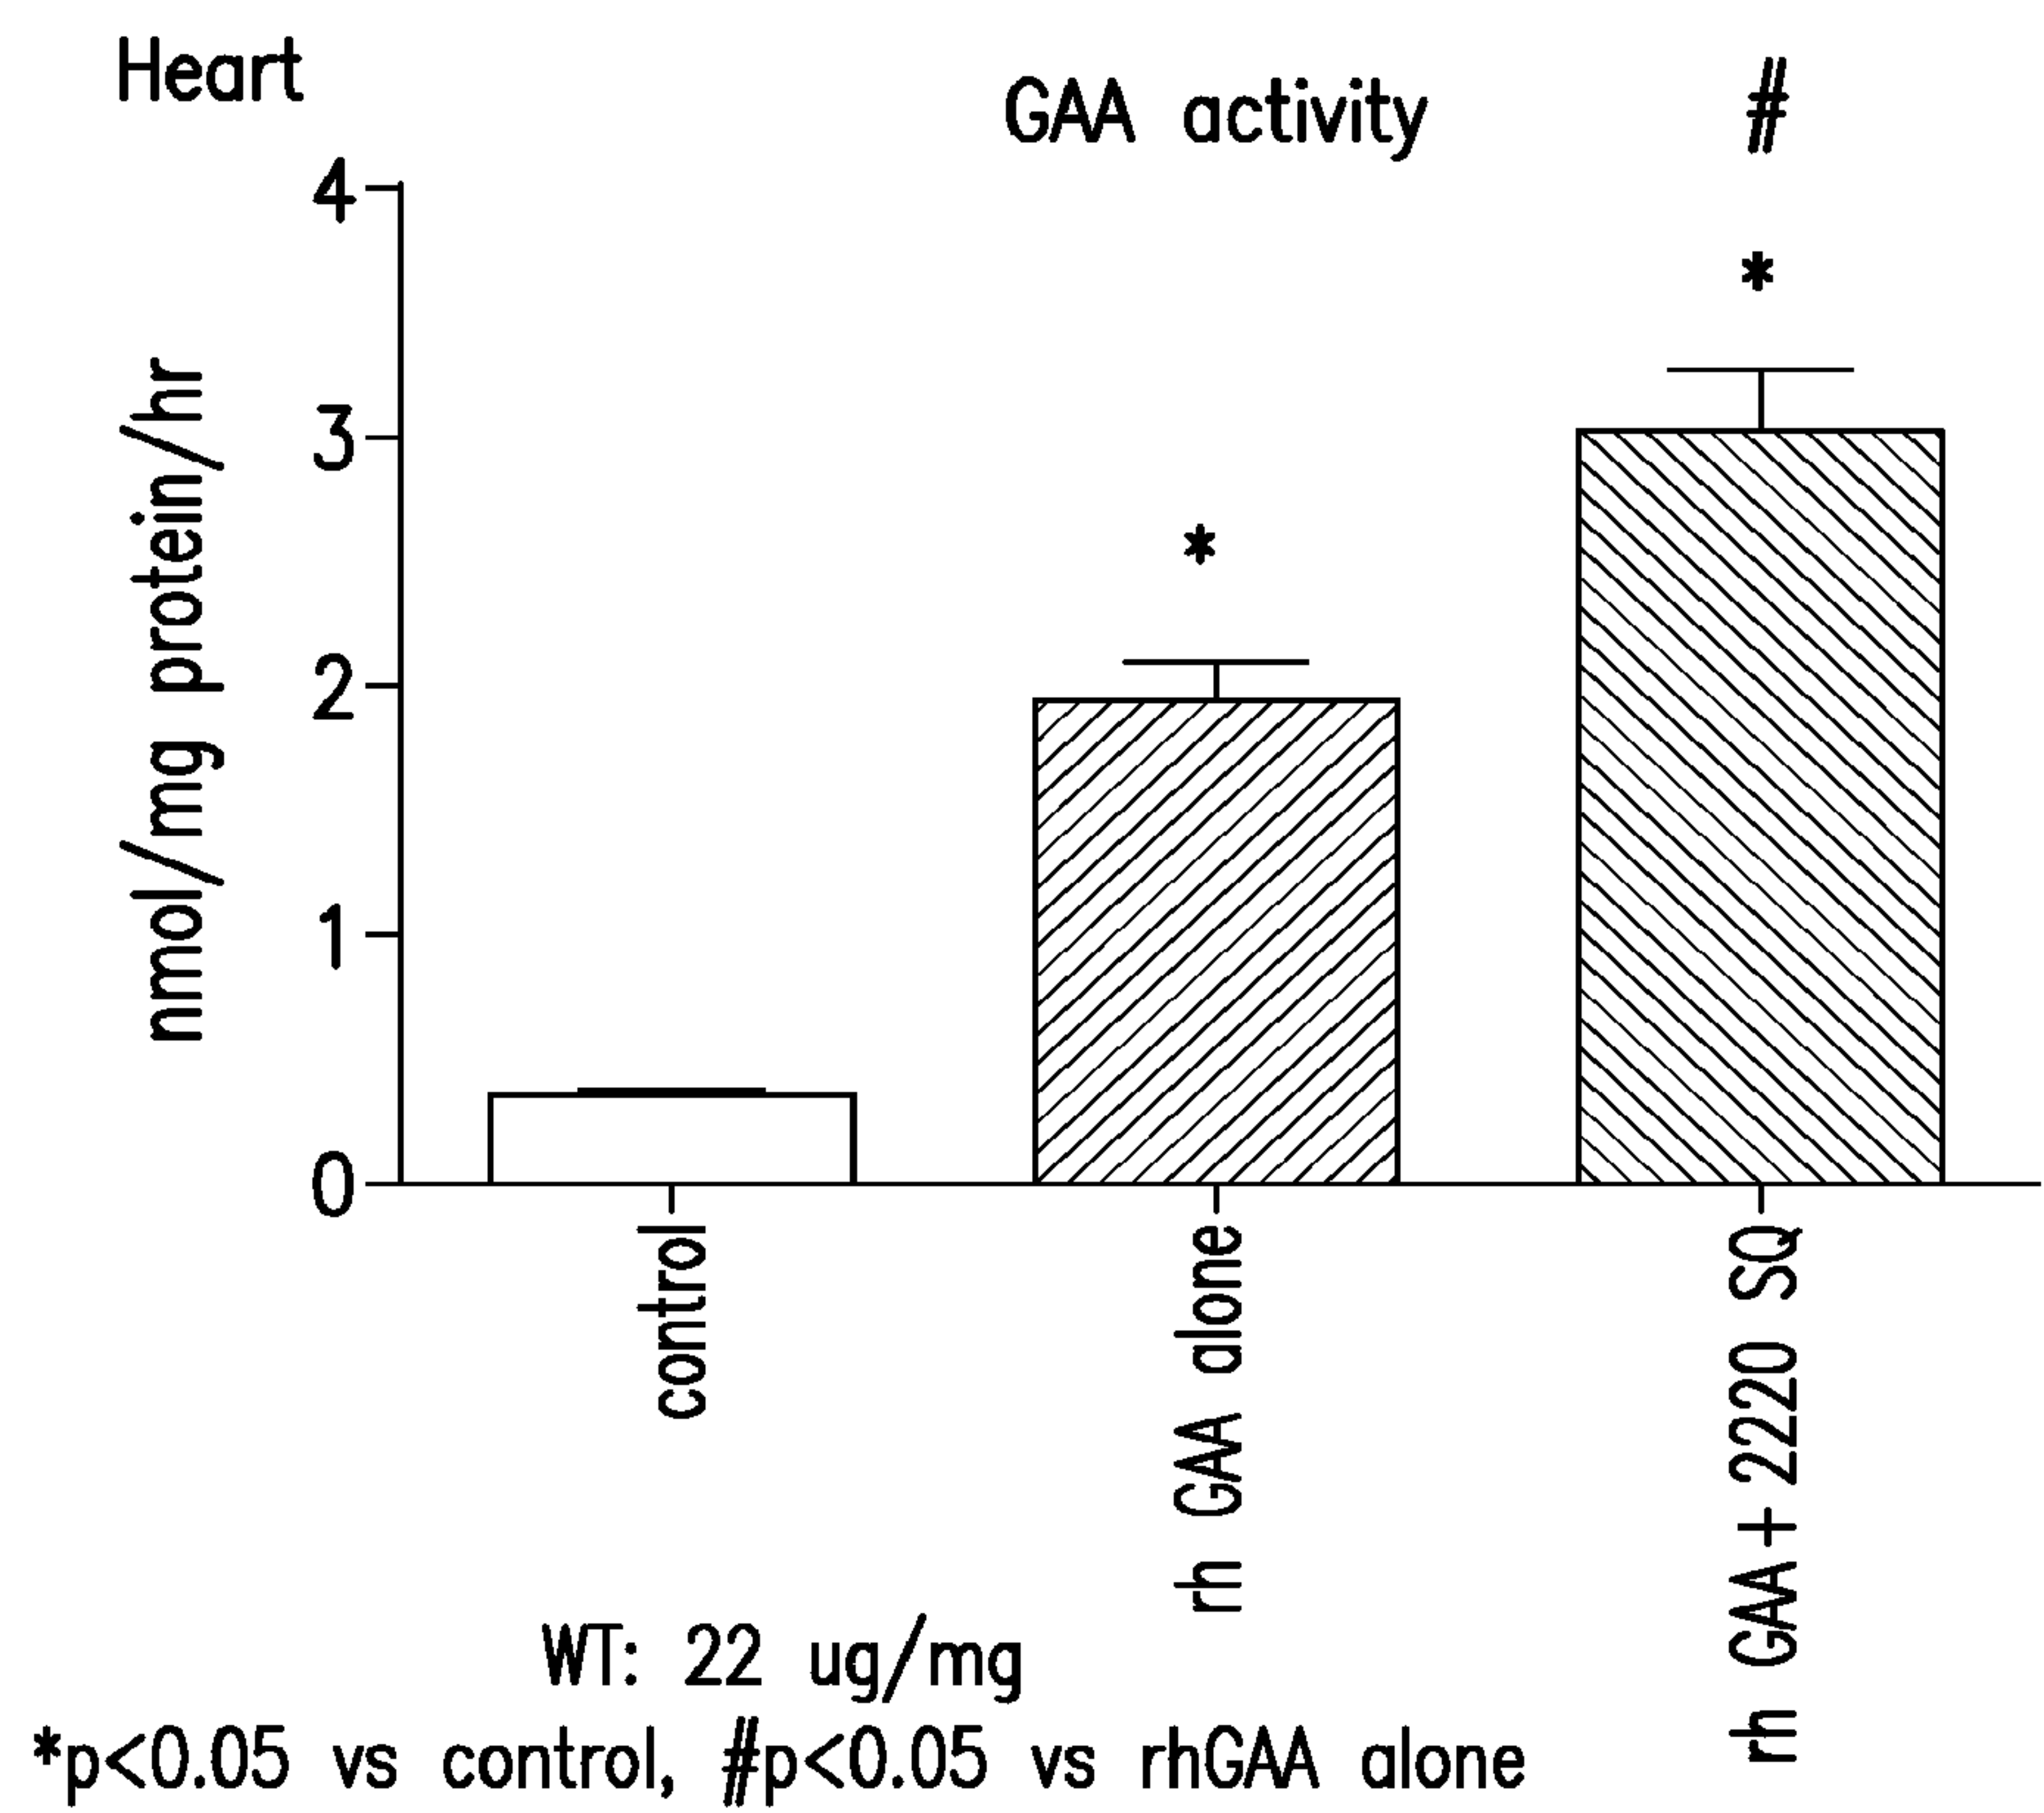 Heart
GAA activity
#
*
*
nmol/mg protein/hr
4
3
2
1
0
control
rh GAA alone
rh GAA+ 2220 SQ
WT: 22 ug/mg
*p<0.05 vs control, #p<0.05 vs rhGAA alone